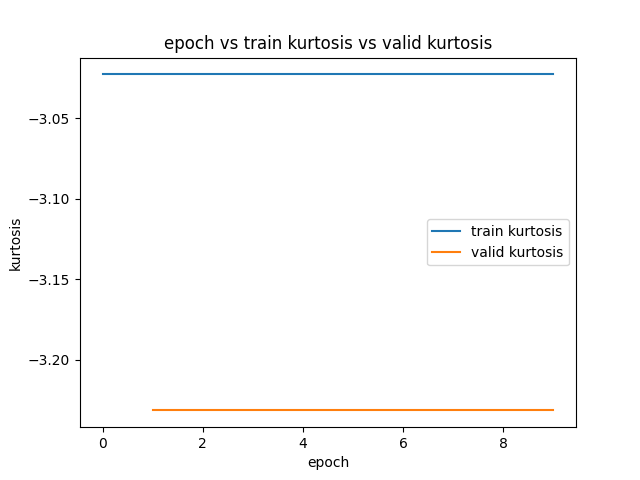 epoch vs train kurtosis vs valid kurtosis
kurtosis
−3.05
−3.10
−3.15
−3.20
train kurtosis
valid kurtosis
0 2 4 6 8
epoch